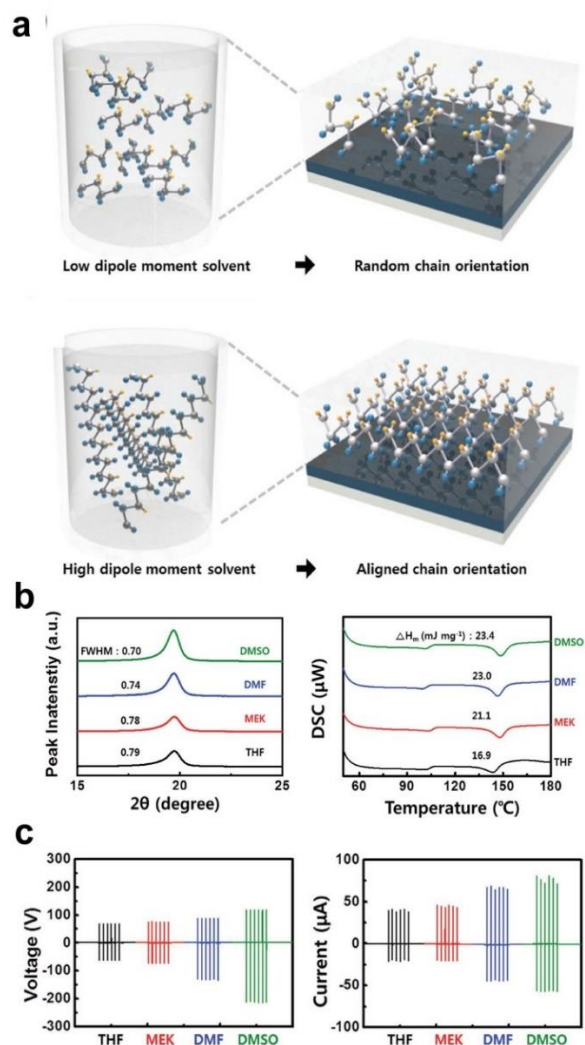 a
Low dipole moment solvent → Random chain orientation
High dipole moment solvent → Aligned chain orientation
b
Peak Inatenstiy (a.u.)
FWHM : 0.70 DMSO
0.74 DMF
0.78 MEK
0.79 THF
15 20 25
2θ (degree)
DSC (μW)
△Hm (mJ mg⁻¹) : 23.4 DMSO
23.0 DMF
21.1 MEK
16.9 THF
50 100 150 180
Temperature (℃)
c
Voltage (V)
300
200
100
0
-100
-200
-300
THF MEK DMF DMSO
Current (μA)
100
50
0
-50
-100
THF MEK DMF DMSO